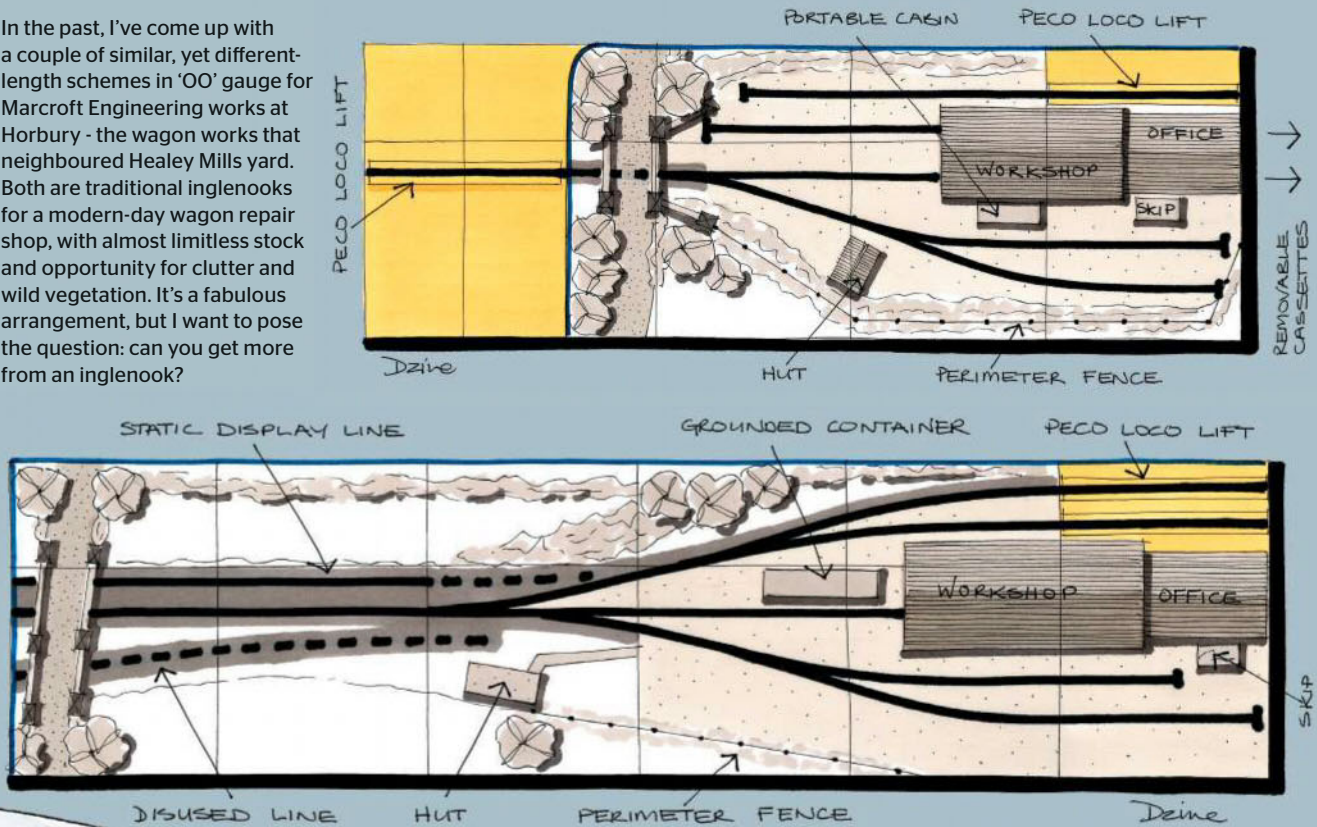 In the past, I've come up with
a couple of similar, yet different-
length schemes in 'OO' gauge for
Marcroft Engineering works at
Horbury - the wagon works that
neighboured Healey Mills yard.
Both are traditional inglenooks
for a modern-day wagon repair
shop, with almost limitless stock
and opportunity for clutter and
wild vegetation. It's a fabulous
arrangement, but I want to pose
the question: can you get more
from an inglenook?
PORTABLE CABIN
PECO LOCO LIFT
PECO LOCO LIFT
OFFICE
WORKSHOP
SKIP
REMOVABLE
CASSETTES
Dzine
HUT
PERIMETER FENCE
STATIC DISPLAY LINE
GROUNDED CONTAINER
PECO LOCO LIFT
WORKSHOP
OFFICE
SKIP
DISUSED LINE
HUT
PERIMETER FENCE
Dzine